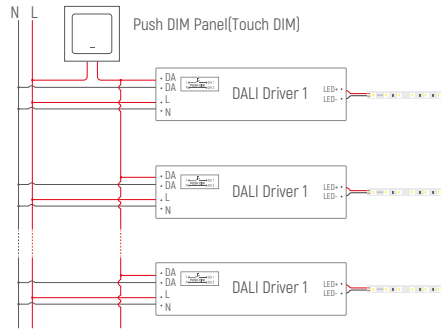 N L
Push DIM Panel(Touch DIM)
DA
DA
L
N
DALI Driver 1
LED+
LED-
DA
DA
L
N
DALI Driver 1
LED+
LED-
DA
DA
L
N
DALI Driver 1
LED+
LED-